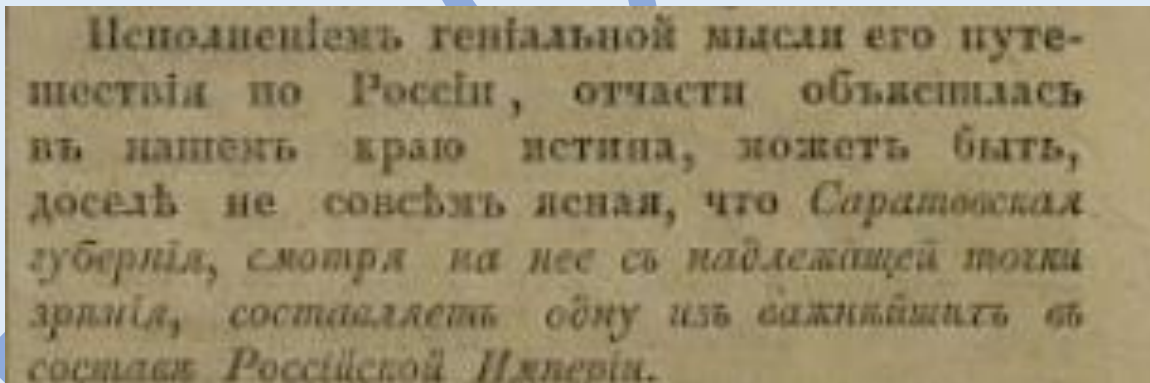 Исполненіемъ геніальной мысли его путе-
шествія по Россіи, отчасти объяснилась
въ нашемъ краю истина, можетъ быть,
доселѣ не совсѣмъ ясная, что Саратовская
губернія, смотря на нее съ надлежащей точки
зрѣнія, составляетъ одну изъ важнѣйшихъ въ
составѣ Россійской Имперіи.